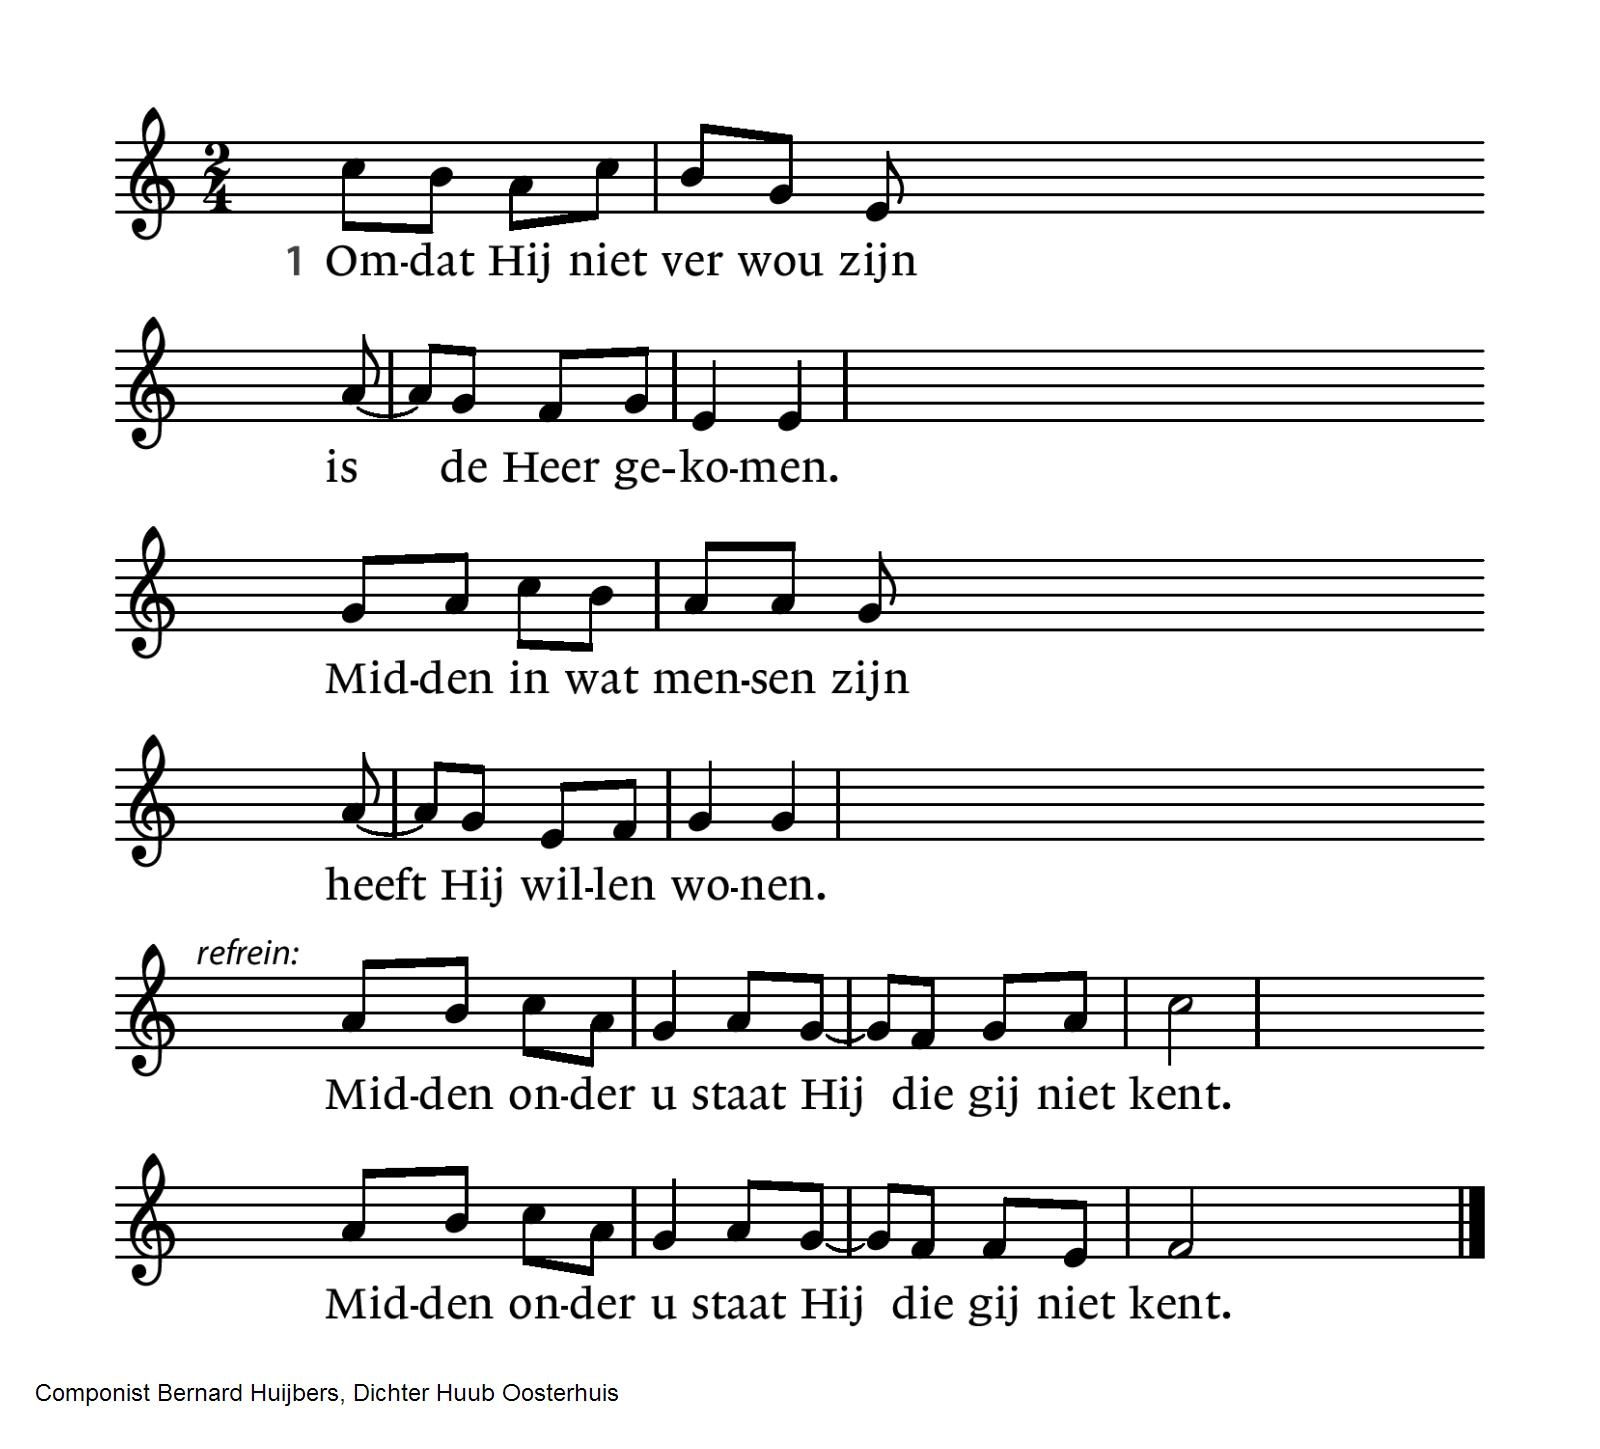 2
4
1 Om-dat Hij niet ver wou zijn
is de Heer ge-ko-men.
Mid-den in wat men-sen zijn
heeft Hij wil-len wo-nen.
refrein:
Mid-den on-der u staat Hij die gij niet kent.
Mid-den on-der u staat Hij die gij niet kent.
Componist Bernard Huijbers, Dichter Huub Oosterhuis